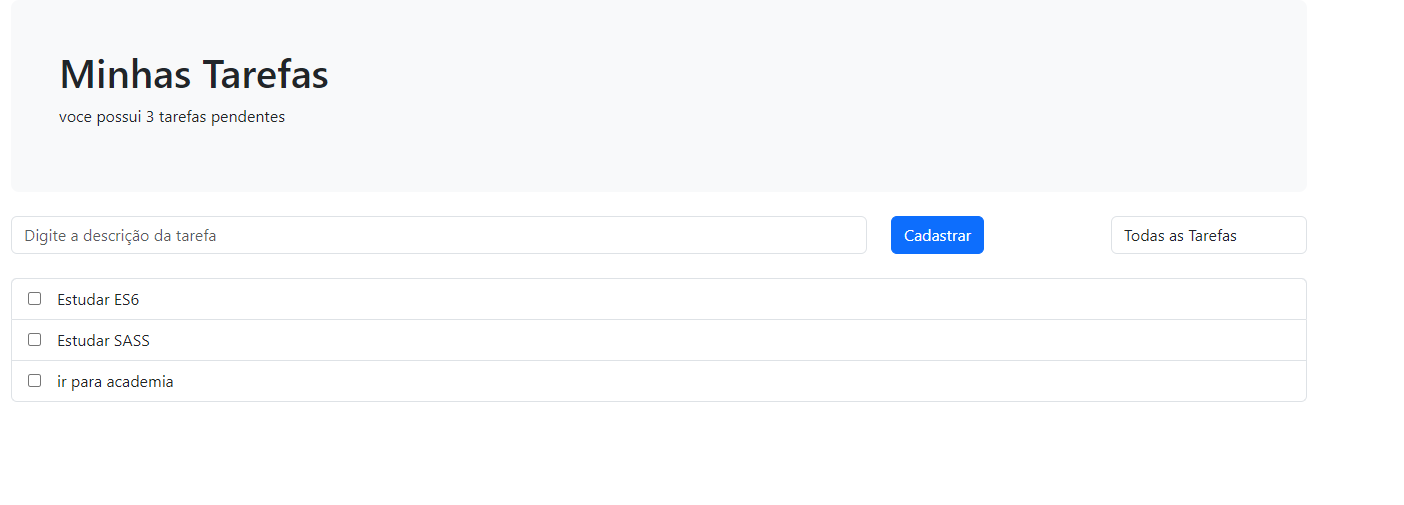 Minhas Tarefas
voce possui 3 tarefas pendentes
Digite a descrição da tarefa
Cadastrar
Todas as Tarefas
Estudar ES6
Estudar SASS
ir para academia